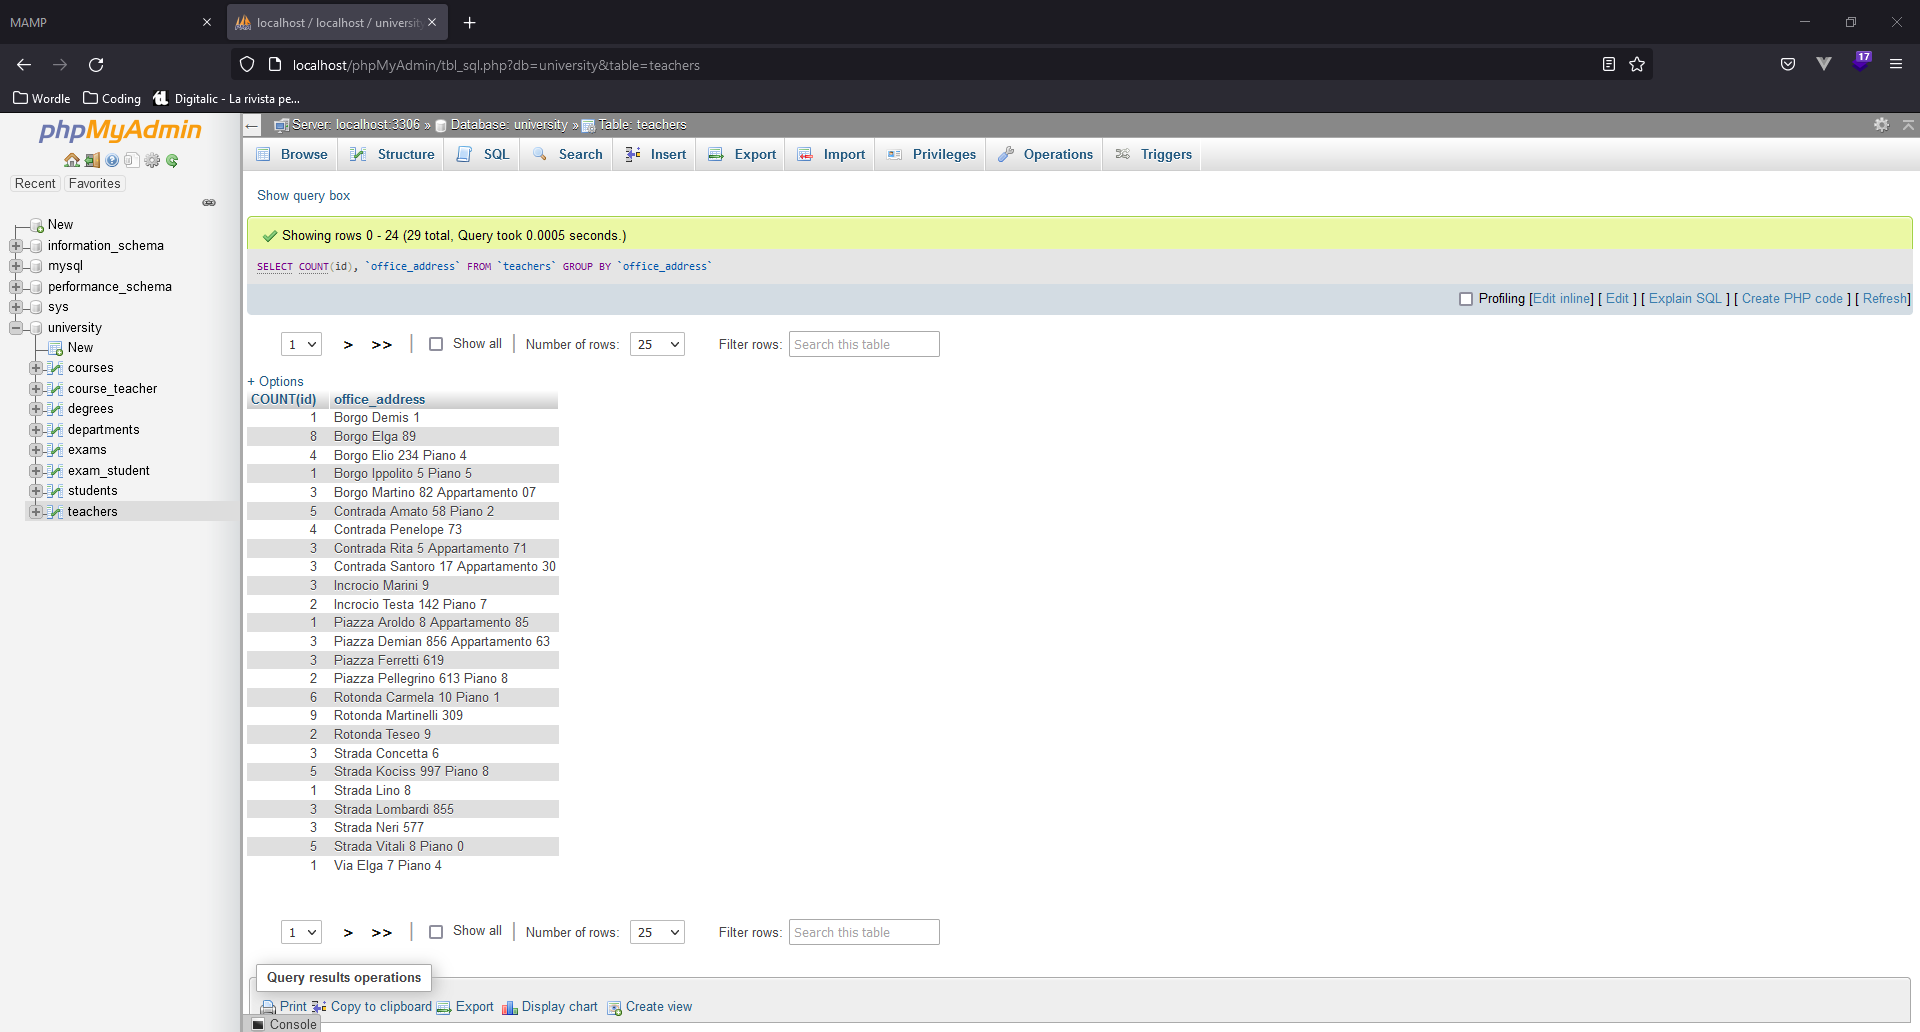 MAMP
localhost / localhost / university
localhost/phpMyAdmin/tbl_sql.php?db=university&table=teachers
17
Wordle
Coding
Digitalic - La rivista pe...
phpMyAdmin
Recent
Favorites
New
information_schema
mysql
performance_schema
sys
university
New
courses
course_teacher
degrees
departments
exams
exam_student
students
teachers
Server: localhost:3306 » Database: university » Table: teachers
Browse Structure SQL Search Insert Export Import Privileges Operations Triggers
Show query box
Showing rows 0 - 24 (29 total, Query took 0.0005 seconds.)
SELECT COUNT(id), `office_address` FROM `teachers` GROUP BY `office_address`
Profiling [Edit inline] [ Edit ] [ Explain SQL ] [ Create PHP code ] [ Refresh]
1 > >> | Show all | Number of rows: 25 Filter rows: Search this table
+ Options
COUNT(id) office_address
1 Borgo Demis 1
8 Borgo Elga 89
4 Borgo Elio 234 Piano 4
1 Borgo Ippolito 5 Piano 5
3 Borgo Martino 82 Appartamento 07
5 Contrada Amato 58 Piano 2
4 Contrada Penelope 73
3 Contrada Rita 5 Appartamento 71
3 Contrada Santoro 17 Appartamento 30
3 Incrocio Marini 9
2 Incrocio Testa 142 Piano 7
1 Piazza Aroldo 8 Appartamento 85
3 Piazza Demian 856 Appartamento 63
3 Piazza Ferretti 619
2 Piazza Pellegrino 613 Piano 8
6 Rotonda Carmela 10 Piano 1
9 Rotonda Martinelli 309
2 Rotonda Teseo 9
3 Strada Concetta 6
5 Strada Kociss 997 Piano 8
1 Strada Lino 8
3 Strada Lombardi 855
3 Strada Neri 577
5 Strada Vitali 8 Piano 0
1 Via Elga 7 Piano 4
1 > >> | Show all | Number of rows: 25 Filter rows: Search this table
Query results operations
Print Copy to clipboard Export Display chart Create view
Console